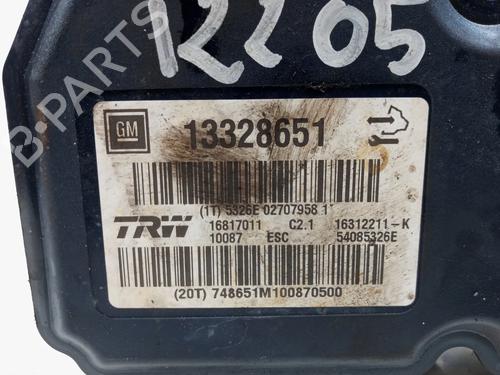 12205
B-PARTS
GM 13328651
(1T) 5326E 02707958 1
TRW 16817011 C2.1 16312211-K
10087 ESC 54085326E
(20T) 748651M100870500